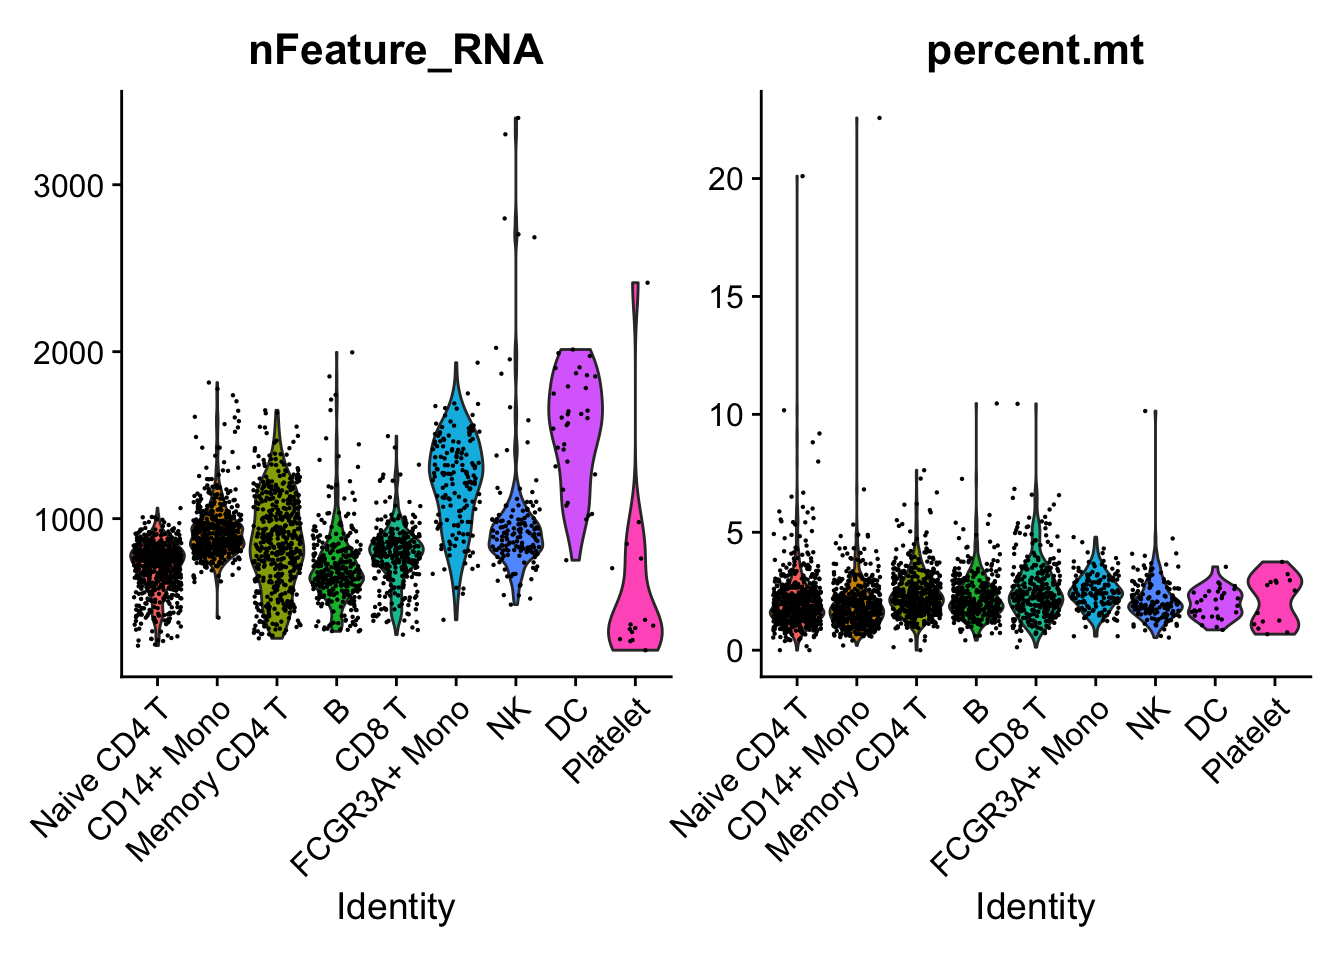 nFeature_RNA
3000
2000
1000
Naive CD4 T
CD14+ Mono
Memory CD4 T
B
CD8 T
FCGR3A+ Mono
NK
DC
Platelet
Identity
percent.mt
20
15
10
5
0
Naive CD4 T
CD14+ Mono
Memory CD4 T
B
CD8 T
FCGR3A+ Mono
NK
DC
Platelet
Identity